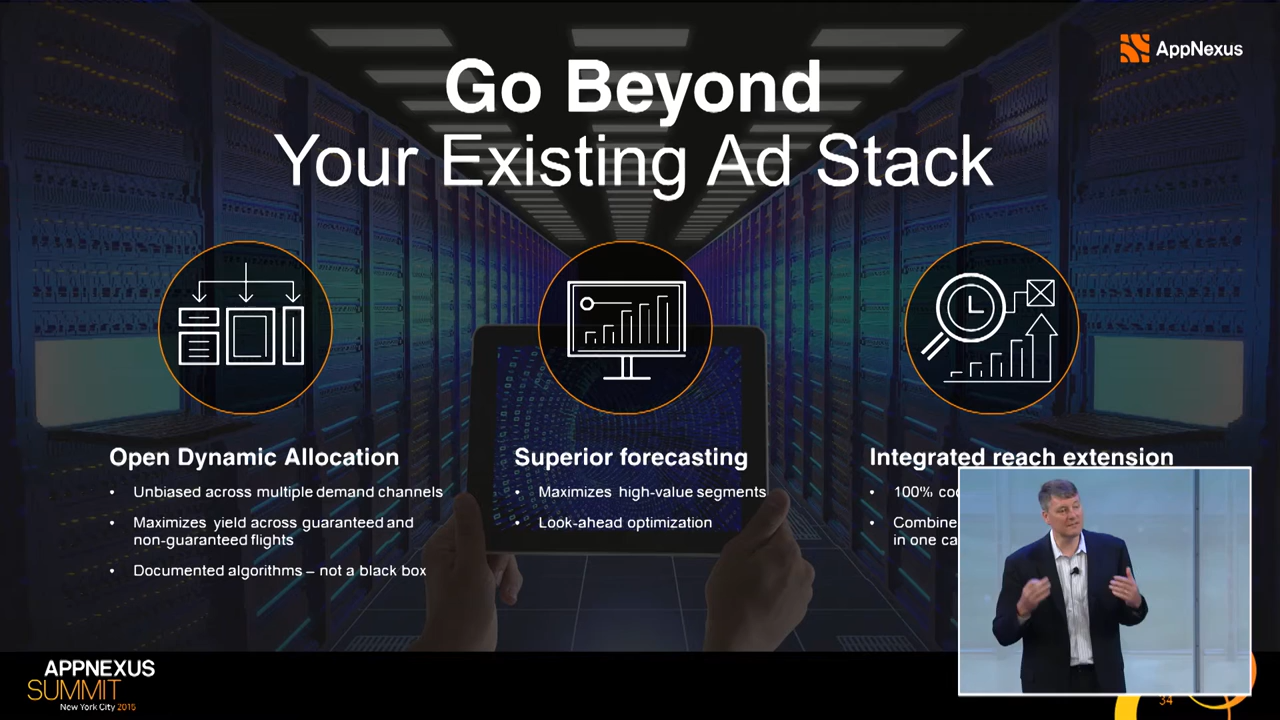 AppNexus
Go Beyond
Your Existing Ad Stack
Open Dynamic Allocation
• Unbiased across multiple demand channels
• Maximizes yield across guaranteed and
non-guaranteed flights
• Documented algorithms – not a black box
Superior forecasting
• Maximizes high-value segments
• Look-ahead optimization
Integrated reach extension
• 100%
•
in one
APPNEXUS
SUMMIT
New York City 2015
34